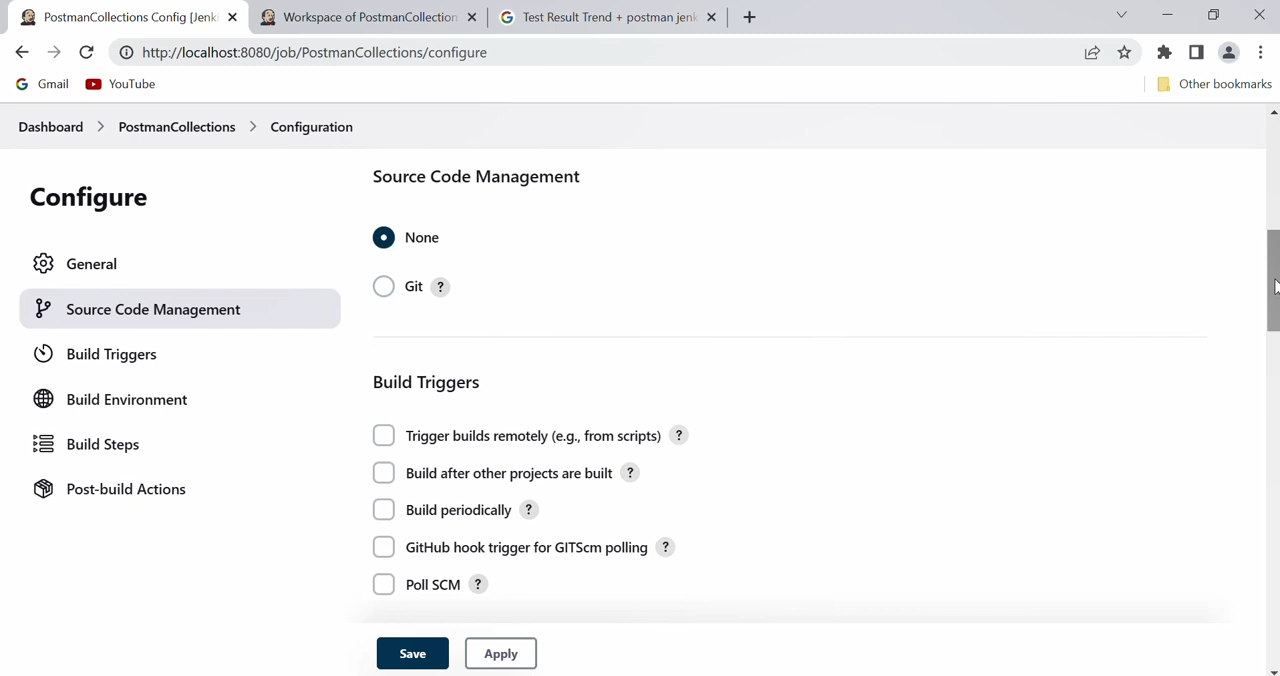 PostmanCollections Config [Jenki
Workspace of PostmanCollection
Test Result Trend + postman jenk
http://localhost:8080/job/PostmanCollections/configure
Gmail
YouTube
Other bookmarks
Dashboard > PostmanCollections > Configuration
Configure
General
Source Code Management
Build Triggers
Build Environment
Build Steps
Post-build Actions
Source Code Management
None
Git ?
Build Triggers
Trigger builds remotely (e.g., from scripts) ?
Build after other projects are built ?
Build periodically ?
GitHub hook trigger for GITScm polling ?
Poll SCM ?
Save
Apply